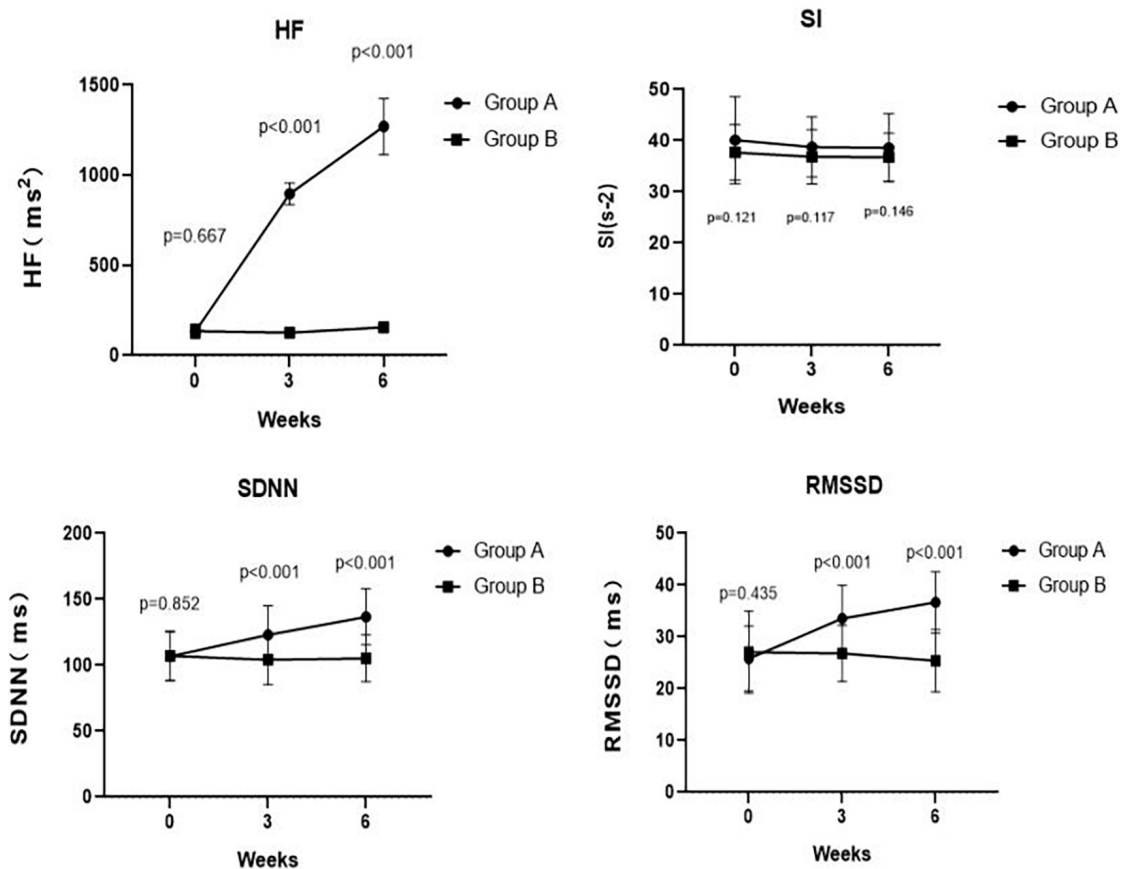 HF
p<0.001
1500
Group A
Group B
p<0.001
1000
HF ( ms²)
p=0.667
500
0
0 3 6
Weeks
SI
50
Group A
Group B
40
30
SI(s-2)
p=0.121 p=0.117 p=0.146
20
10
0
0 3 6
Weeks
SDNN
200
Group A
p<0.001 p<0.001
Group B
150
p=0.852
SDNN ( ms)
100
50
0
0 3 6
Weeks
RMSSD
50
Group A
p<0.001 p<0.001
Group B
40
p=0.435
30
RMSSD ( ms)
20
10
0
0 3 6
Weeks